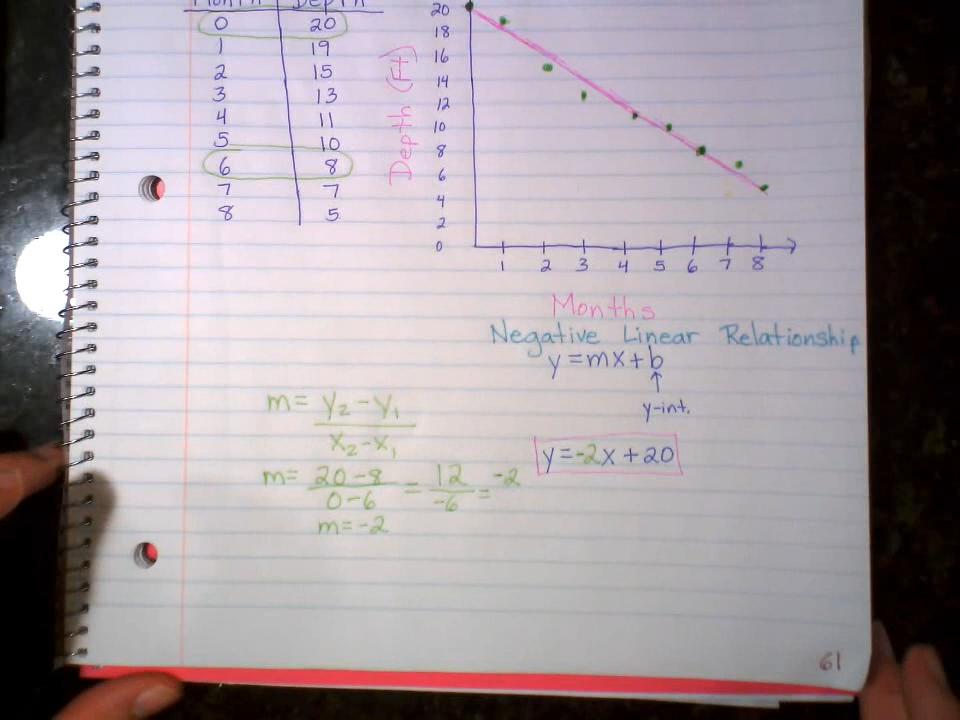 Month Depth
0 20
1 19
2 15
3 13
4 11
5 10
6 8
7 7
8 5
Depth (Ft)
20
18
16
14
12
10
8
6
4
2
0
1 2 3 4 5 6 7 8
Months
Negative Linear Relationship
y=mx+b
y-int.
m= y₂-y₁
x₂-x₁
m= 20-8 = 12 = -2
0-6 -6
m=-2
y=-2x+20
61